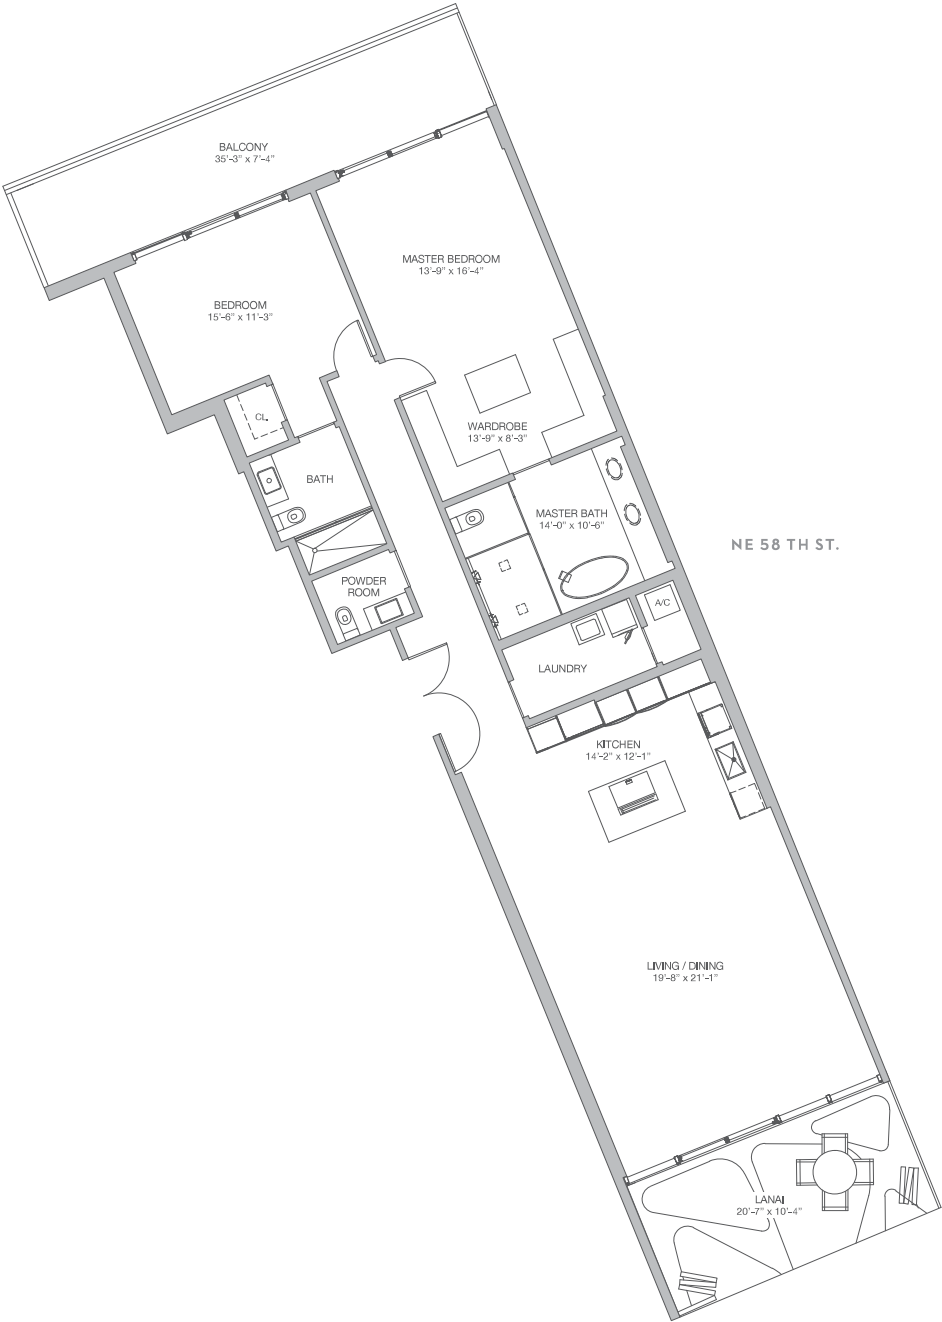 BALCONY
35'-3" x 7'-4"
MASTER BEDROOM
13'-9" x 16'-4"
BEDROOM
15'-6" x 11'-3"
CL.
WARDROBE
13'-9" x 8'-3"
BATH
MASTER BATH
14'-0" x 10'-6"
NE 58 TH ST.
POWDER
ROOM
A/C
LAUNDRY
KITCHEN
14'-2" x 12'-1"
LIVING / DINING
19'-8" x 21'-1"
LANAI
20'-7" x 10'-4"